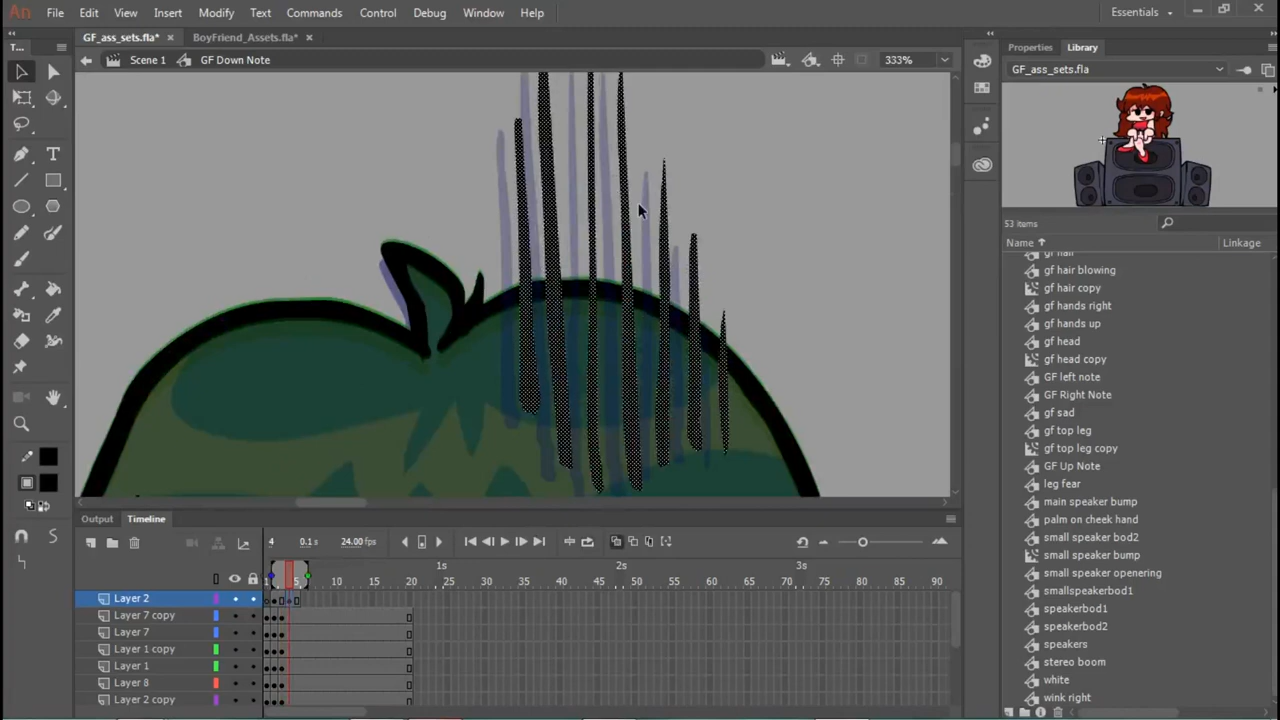 An File Edit View Insert Modify Text Commands Control Debug Window Help Essentials
GF_ass_sets.fla* × BoyFriend_Assets.fla* ×
T...
Scene 1 GF Down Note 333%
Properties Library
GF_ass_sets.fla
53 items
Name Linkage
gf hair
gf hair blowing
gf hair copy
gf hands right
gf hands up
gf head
gf head copy
GF left note
GF Right Note
gf sad
gf top leg
gf top leg copy
GF Up Note
leg fear
main speaker bump
palm on cheek hand
small speaker bod2
small speaker bump
small speaker openering
smallspeakerbod1
speakerbod1
speakerbod2
speakers
stereo boom
white
wink right
Output Timeline
4 0.1 s 24.00 fps
1s 2s 3s
1 5 10 15 20 25 30 35 40 45 50 55 60 65 70 75 80 85 90
Layer 2
Layer 7 copy
Layer 7
Layer 1 copy
Layer 1
Layer 8
Layer 2 copy